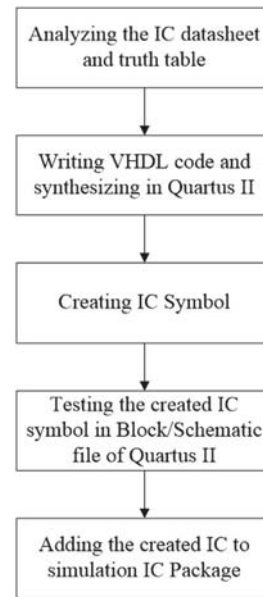 Analyzing the IC datasheet
and truth table
Writing VHDL code and
synthesizing in Quartus II
Creating IC Symbol
Testing the created IC
symbol in Block/Schematic
file of Quartus II
Adding the created IC to
simulation IC Package